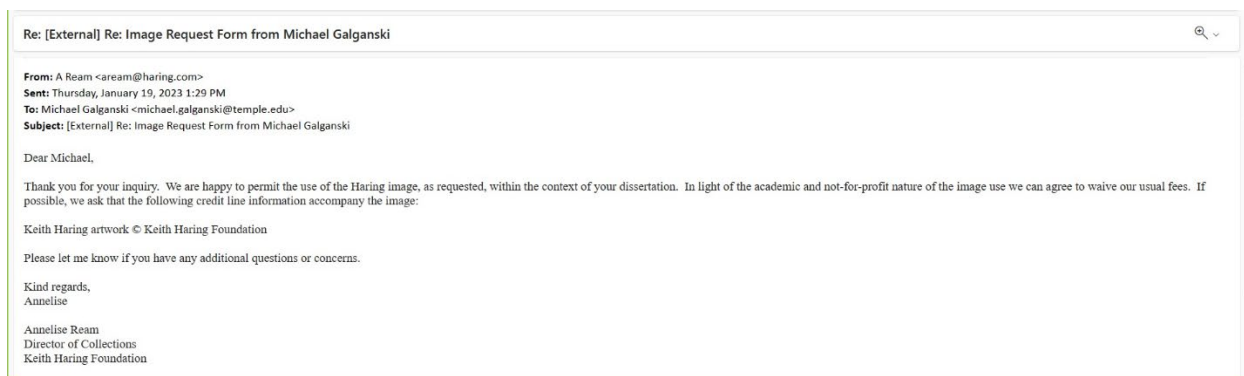 Re: [External] Re: Image Request Form from Michael Galganski
From: A Ream <aream@haring.com>
Sent: Thursday, January 19, 2023 1:29 PM
To: Michael Galganski <michael.galganski@temple.edu>
Subject: [External] Re: Image Request Form from Michael Galganski
Dear Michael,
Thank you for your inquiry.  We are happy to permit the use of the Haring image, as requested, within the context of your dissertation.  In light of the academic and not-for-profit nature of the image use we can agree to waive our usual fees.  If
possible, we ask that the following credit line information accompany the image:
Keith Haring artwork © Keith Haring Foundation
Please let me know if you have any additional questions or concerns.
Kind regards,
Annelise
Annelise Ream
Director of Collections
Keith Haring Foundation